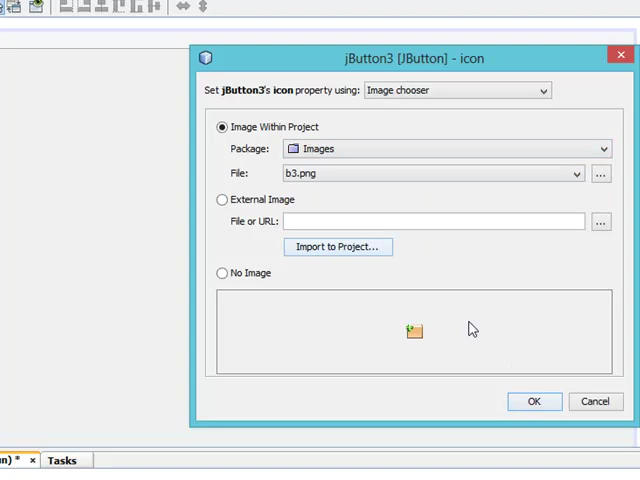 jButton3 [JButton] - icon
Set jButton3's icon property using: Image chooser
Image Within Project
Package: Images
File: b3.png ...
External Image
File or URL: ...
Import to Project...
No Image
OK Cancel
un) * × Tasks